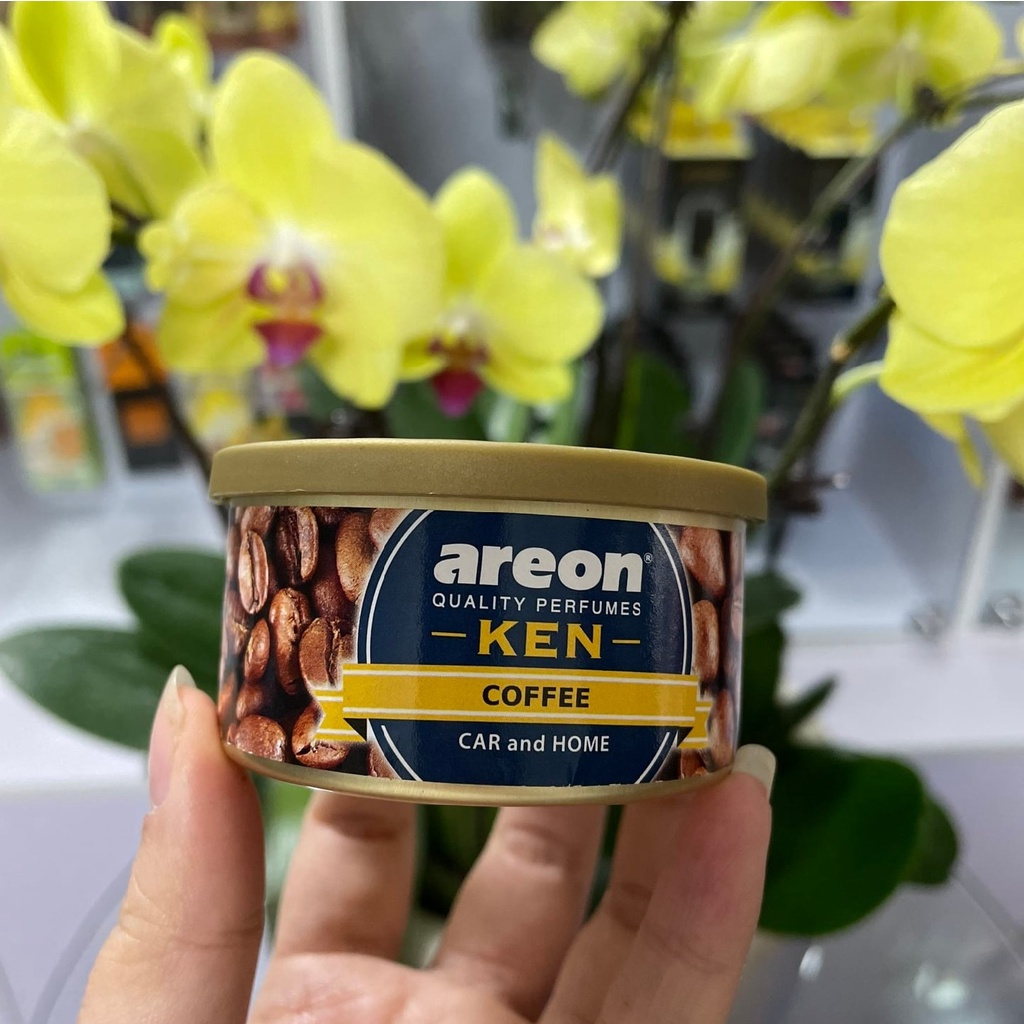 areon®
QUALITY PERFUMES
KEN
COFFEE
CAR and HOME